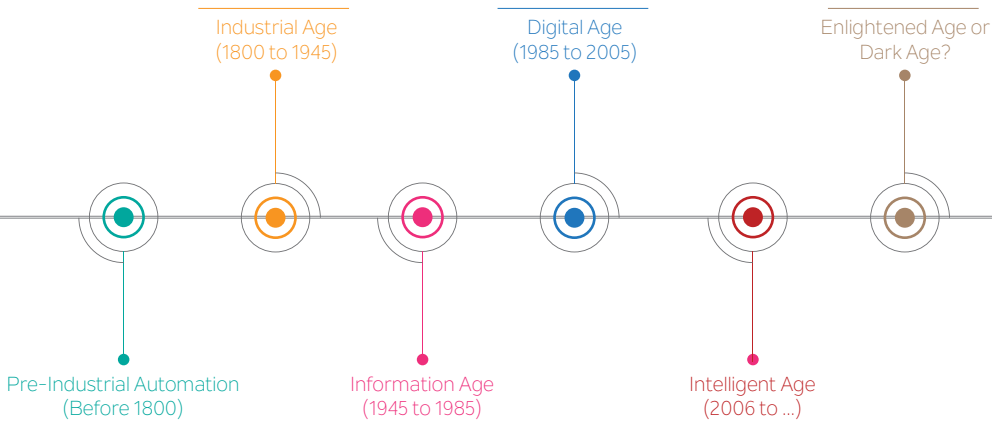 Industrial Age
(1800 to 1945)
Digital Age
(1985 to 2005)
Enlightened Age or
Dark Age?
Pre-Industrial Automation
(Before 1800)
Information Age
(1945 to 1985)
Intelligent Age
(2006 to ...)